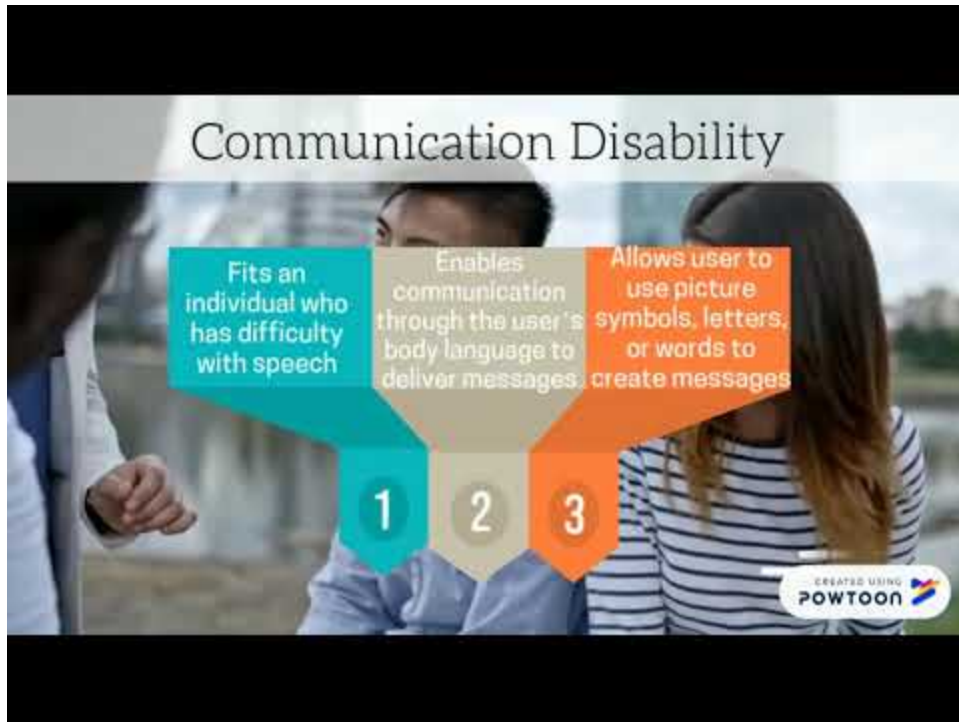 Communication Disability
Fits an
individual who
has difficulty
with speech
Enables
communication
through the user's
body language to
deliver messages
Allows user to
use picture
symbols, letters,
or words to
create messages
1
2
3
CREATED USING
POWTOON